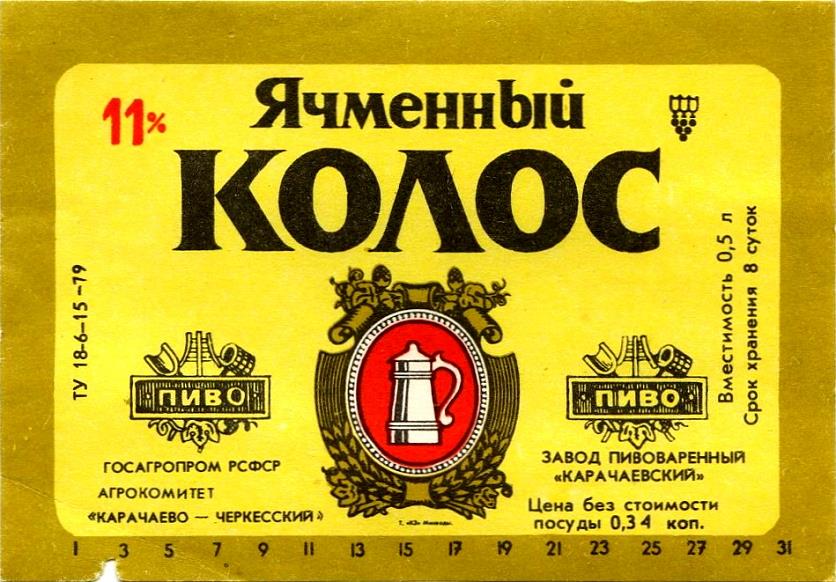 11%
Ячменный
КОЛОС
ТУ 18-6-15-79
Вместимость 0,5 л
Срок хранения 8 суток
ПИВО
ПИВО
ГОСАГРОПРОМ РСФСР
АГРОКОМИТЕТ
«КАРАЧАЕВО — ЧЕРКЕССКИЙ»
ЗАВОД ПИВОВАРЕННЫЙ
«КАРАЧАЕВСКИЙ»
Цена без стоимости
посуды 0,34 коп.
1 3 5 7 9 11 13 15 17 19 21 23 25 27 29 31